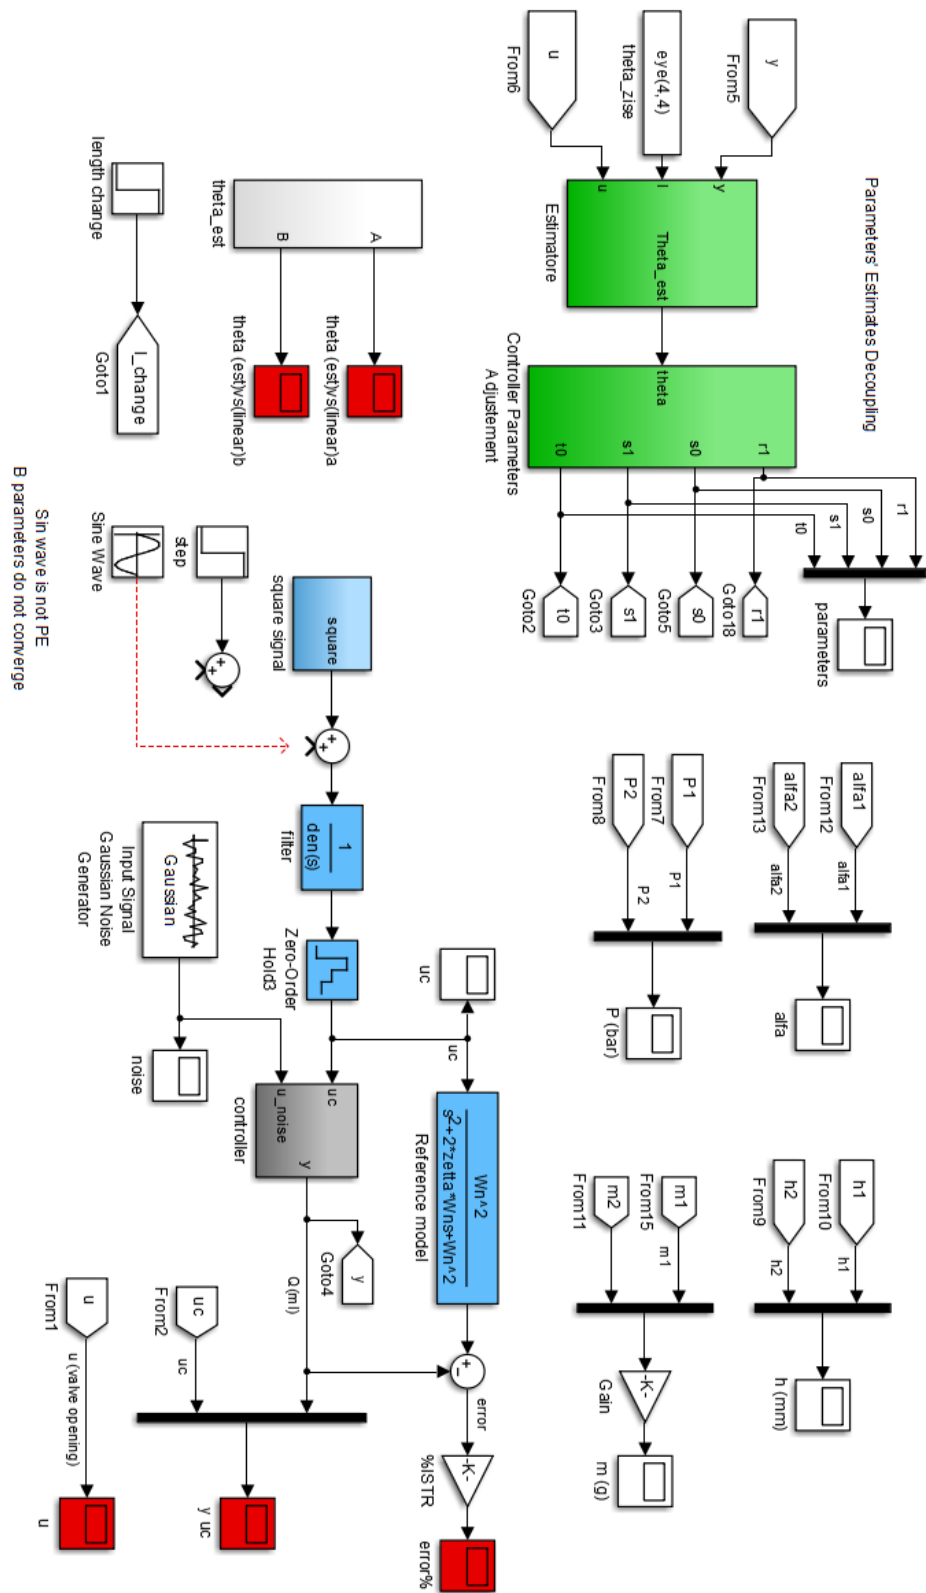 Parameters' Estimates Decoupling
y
From5
eye(4,4)
theta_zise
u
From6
y
I
u
Theta_est
Estimatore
theta
r1
s0
s1
t0
Controller Parameters
Adjustement
r1
s0
s1
t0
parameters
r1
Goto18
s0
Goto5
s1
Goto3
t0
Goto2
alfa1
From12
alfa2
From13
alfa1
alfa2
alfa
P1
From7
P2
From8
P1
P2
P (bar)
h1
From10
h2
From9
h1
h2
h (mm)
m1
From15
m2
From11
m1
-K-
Gain
m (g)
A
B
theta_est
theta (est)vs(linear)a
theta (est)vs(linear)b
length change
l_change
Goto1
square
square signal
step
Sine Wave
Sin wave is not PE
B parameters do not converge
+
+
+
+
1
den(s)
filter
Zero-Order
Hold3
uc
uc
uc
Gaussian
Input Signal
Gaussian Noise
Generator
noise
uc
u_noise
y
controller
Wn^2
s^2+2*zetta*Wns+Wn^2
Reference model
y
Goto4
Q(ml)
+
−
error
-K-
%ISTR
error%
uc
From2
uc
y uc
u
From1
u (valve opening)
u